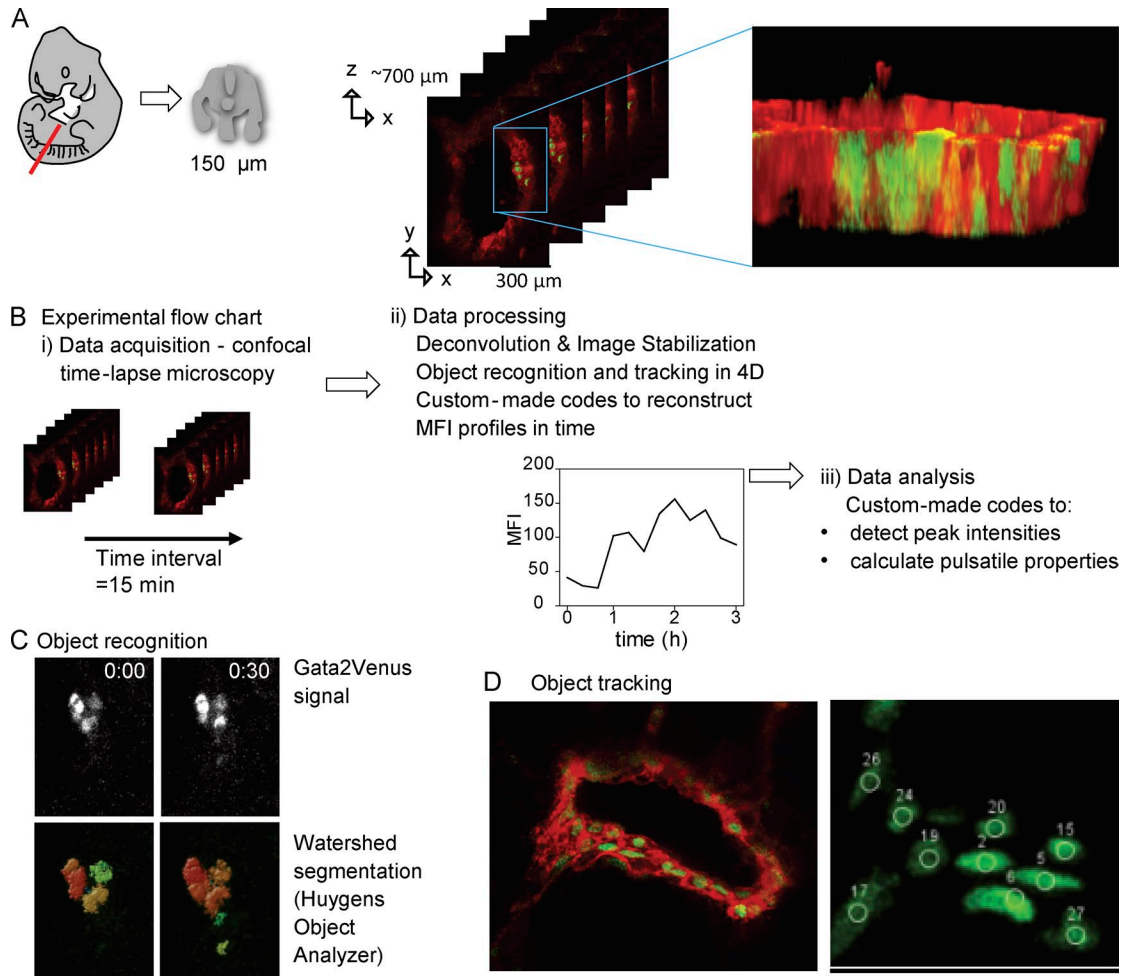 A
150 µm
z
~700 µm
x
y
x
300 µm
B Experimental flow chart
i) Data acquisition - confocal
time-lapse microscopy
Time interval
=15 min
ii) Data processing
Deconvolution & Image Stabilization
Object recognition and tracking in 4D
Custom-made codes to reconstruct
MFI profiles in time
200
150
100
50
0
MFI
0 1 2 3
time (h)
iii) Data analysis
Custom-made codes to:
• detect peak intensities
• calculate pulsatile properties
C Object recognition
0:00 0:30
Gata2Venus
signal
Watershed
segmentation
(Huygens
Object
Analyzer)
D Object tracking
26
24
20
19
2
15
5
6
17
27